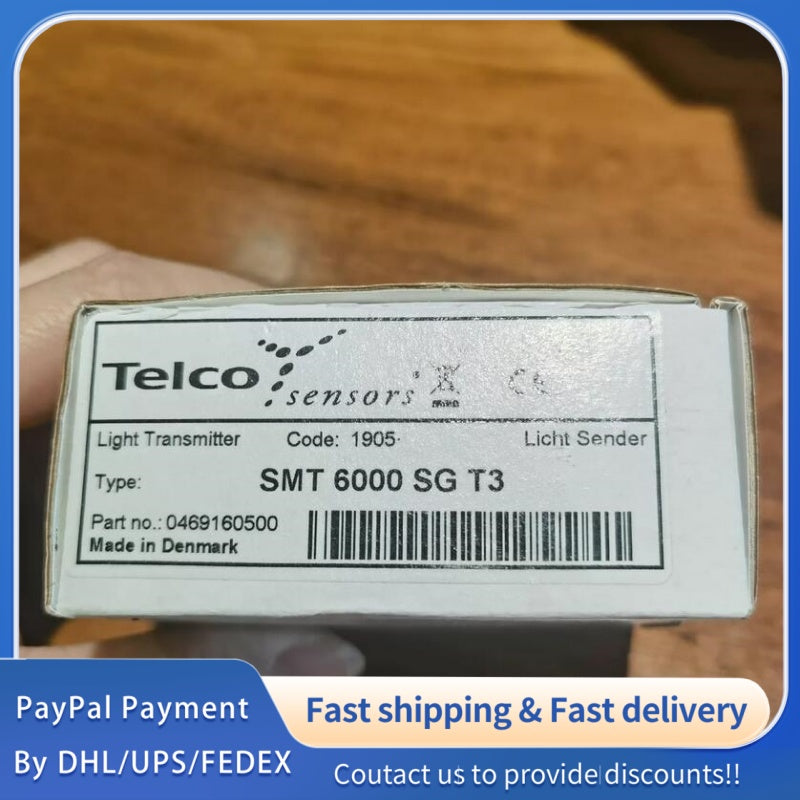 Telco
sensors
CE
Light Transmitter Code: 1905 Licht Sender
Type: SMT 6000 SG T3
Part no.: 0469160500
Made in Denmark
PayPal Payment
By DHL/UPS/FEDEX
Fast shipping & Fast delivery
Coutact us to provide discounts!!